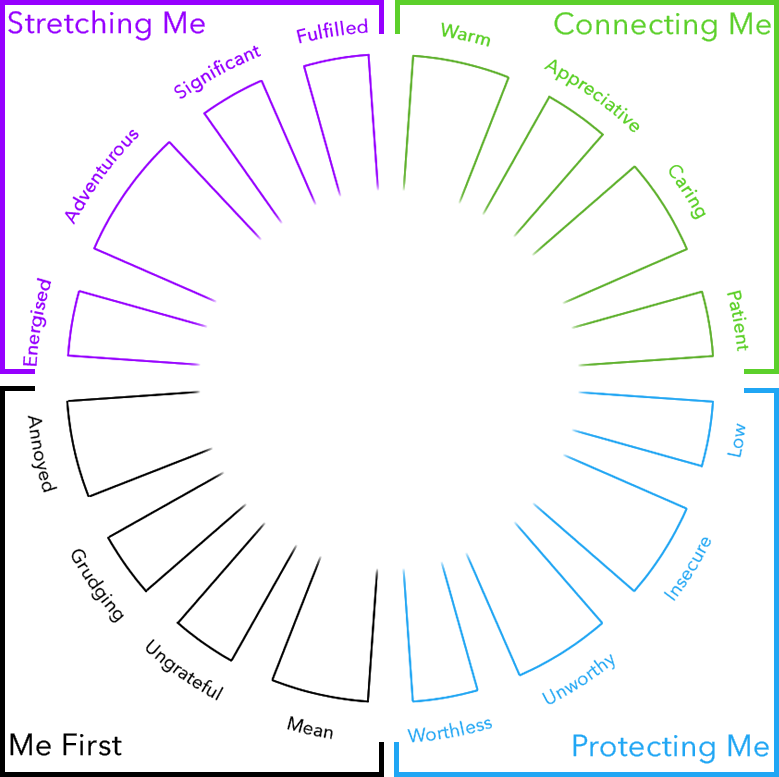 Stretching Me
Connecting Me
Fulfilled
Significant
Adventurous
Energised
Warm
Appreciative
Caring
Patient
Annoyed
Grudging
Ungrateful
Mean
Low
Insecure
Unworthy
Worthless
Me First
Protecting Me